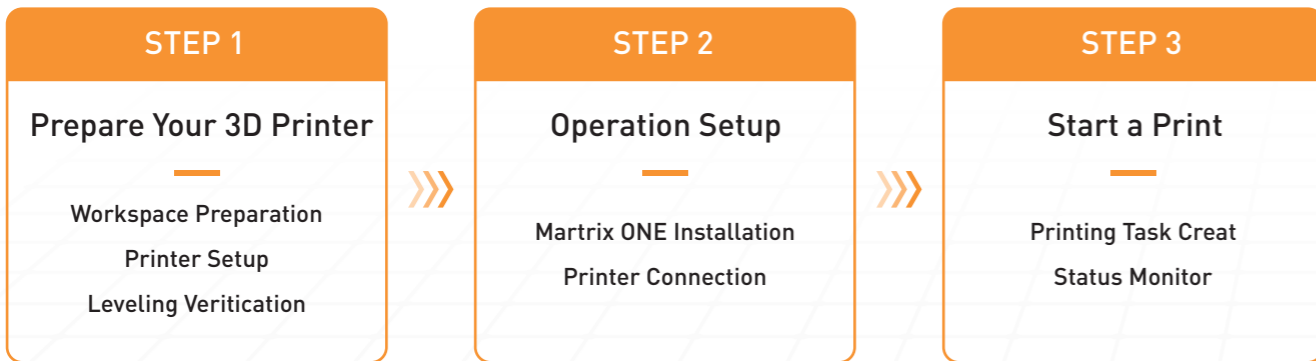 STEP 1
Prepare Your 3D Printer
Workspace Preparation
Printer Setup
Leveling Veritication
STEP 2
Operation Setup
Martrix ONE Installation
Printer Connection
STEP 3
Start a Print
Printing Task Creat
Status Monitor